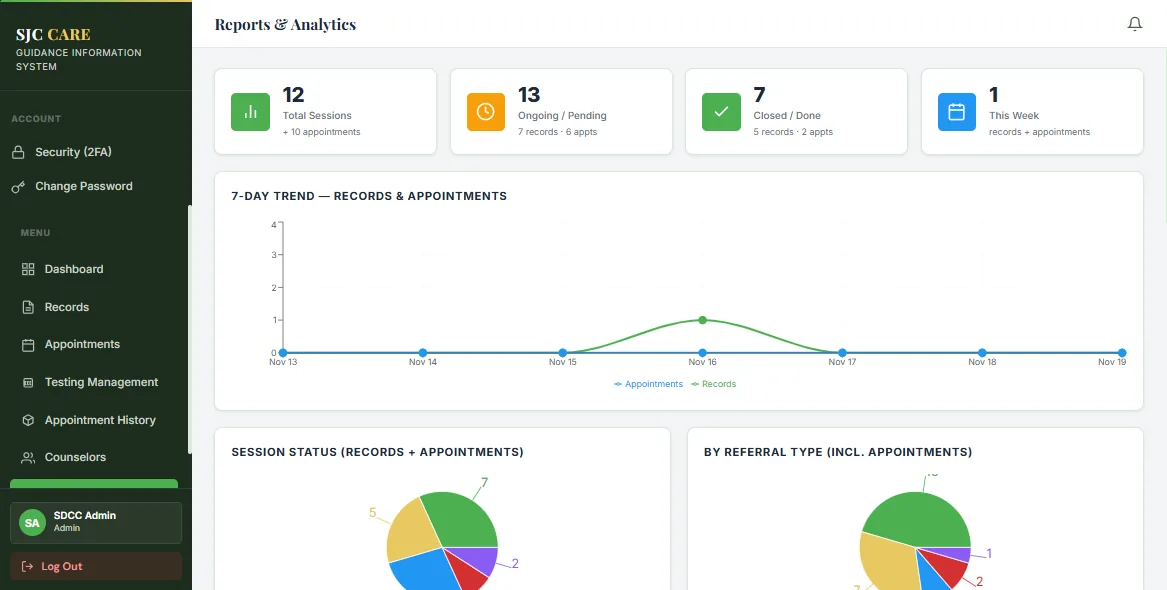 SJC CARE
GUIDANCE INFORMATION
SYSTEM
ACCOUNT
Security (2FA)
Change Password
MENU
Dashboard
Records
Appointments
Testing Management
Appointment History
Counselors
SA
SDCC Admin
Admin
Log Out
Reports & Analytics
12
Total Sessions
+ 10 appointments
13
Ongoing / Pending
7 records · 6 appts
7
Closed / Done
5 records · 2 appts
1
This Week
records + appointments
7-DAY TREND — RECORDS & APPOINTMENTS
4
3
2
1
0
Nov 13 Nov 14 Nov 15 Nov 16 Nov 17 Nov 18 Nov 19
Appointments Records
SESSION STATUS (RECORDS + APPOINTMENTS)
7
5
2
BY REFERRAL TYPE (INCL. APPOINTMENTS)
1
2